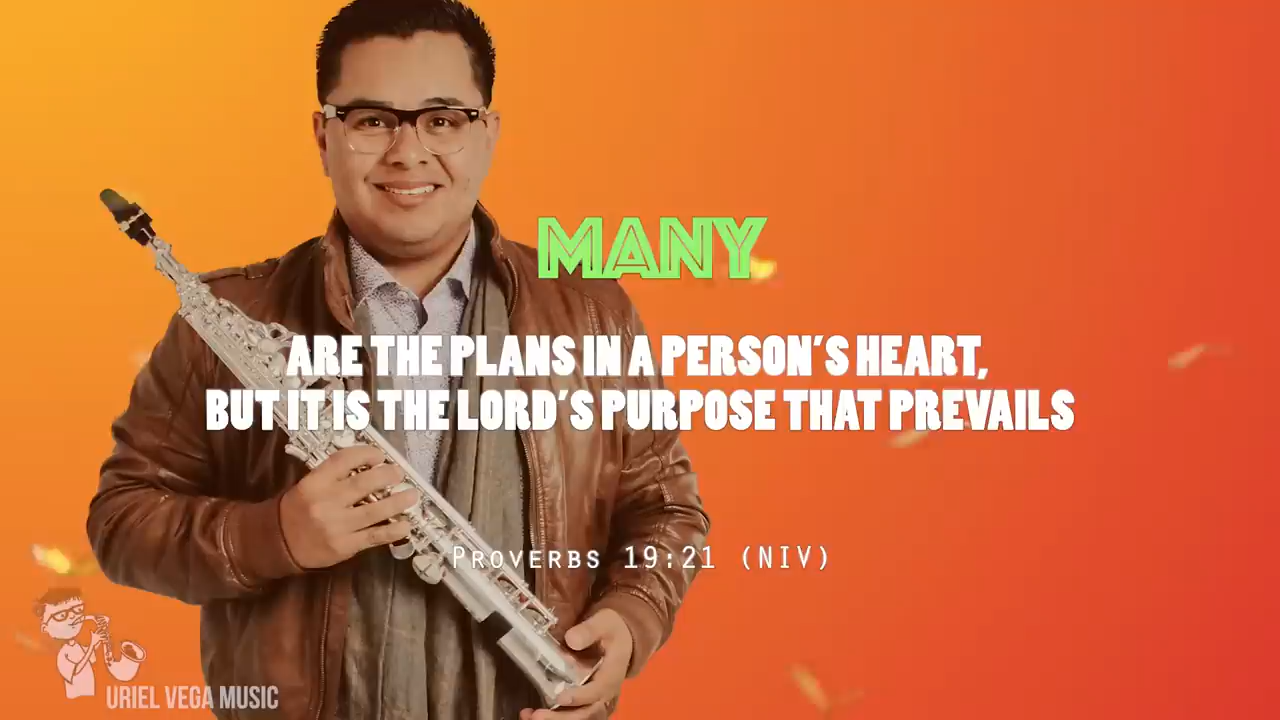 MANY
ARE THE PLANS IN A PERSON'S HEART,
BUT IT IS THE LORD'S PURPOSE THAT PREVAILS
PROVERBS 19:21 (NIV)
URIEL VEGA MUSIC